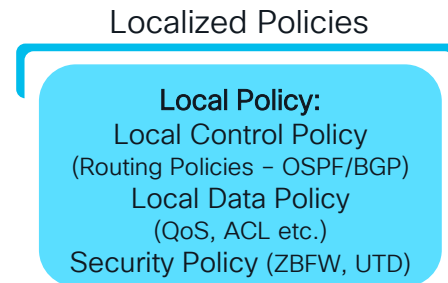 Localized Policies
Local Policy:
Local Control Policy
(Routing Policies – OSPF/BGP)
Local Data Policy
(QoS, ACL etc.)
Security Policy (ZBFW, UTD)